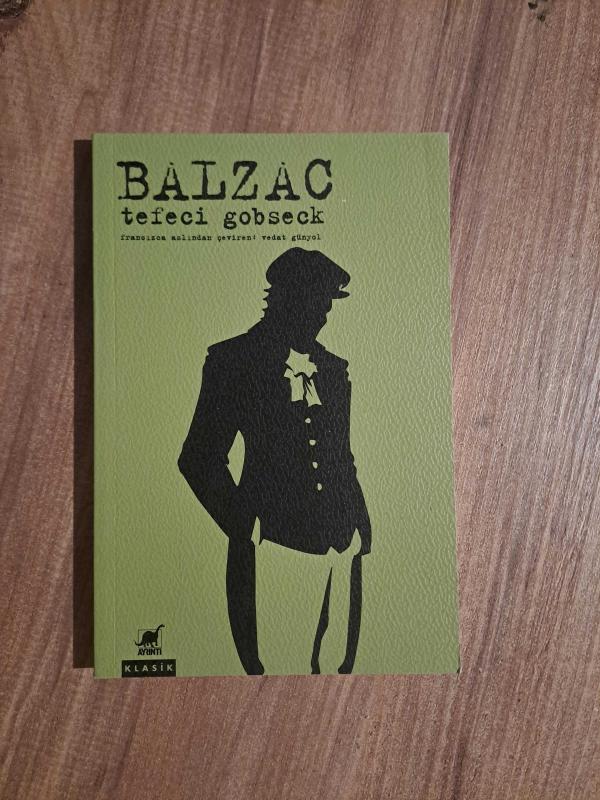 BALZAC
tefeci gobseck
fransızca aslından çeviren: vedat günyol
AYRINTI
KLASİK